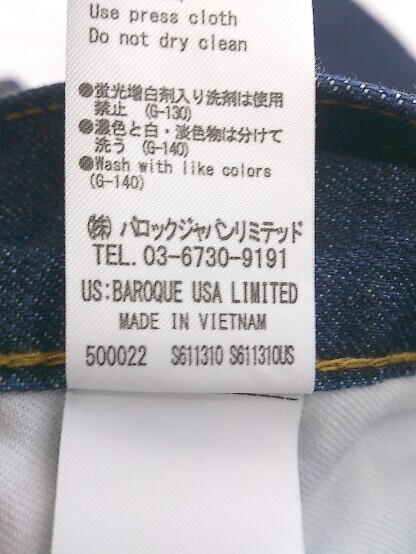 Use press cloth
Do not dry clean
●蛍光増白剤入り洗剤は使用
禁止 (G-130)
●濃色と白・淡色物は分けて
洗う (G-140)
●Wash with like colors
(G-140)
㈱バロックジャパンリミテッド
TEL. 03-6730-9191
US:BAROQUE USA LIMITED
MADE IN VIETNAM
500022 S611310 S611310US